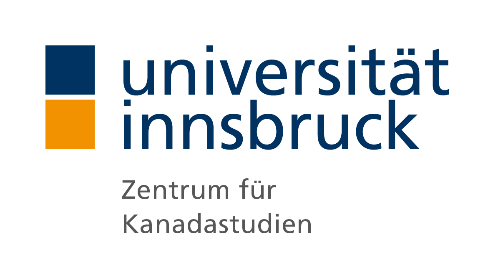 universität
innsbruck
Zentrum für
Kanadastudien